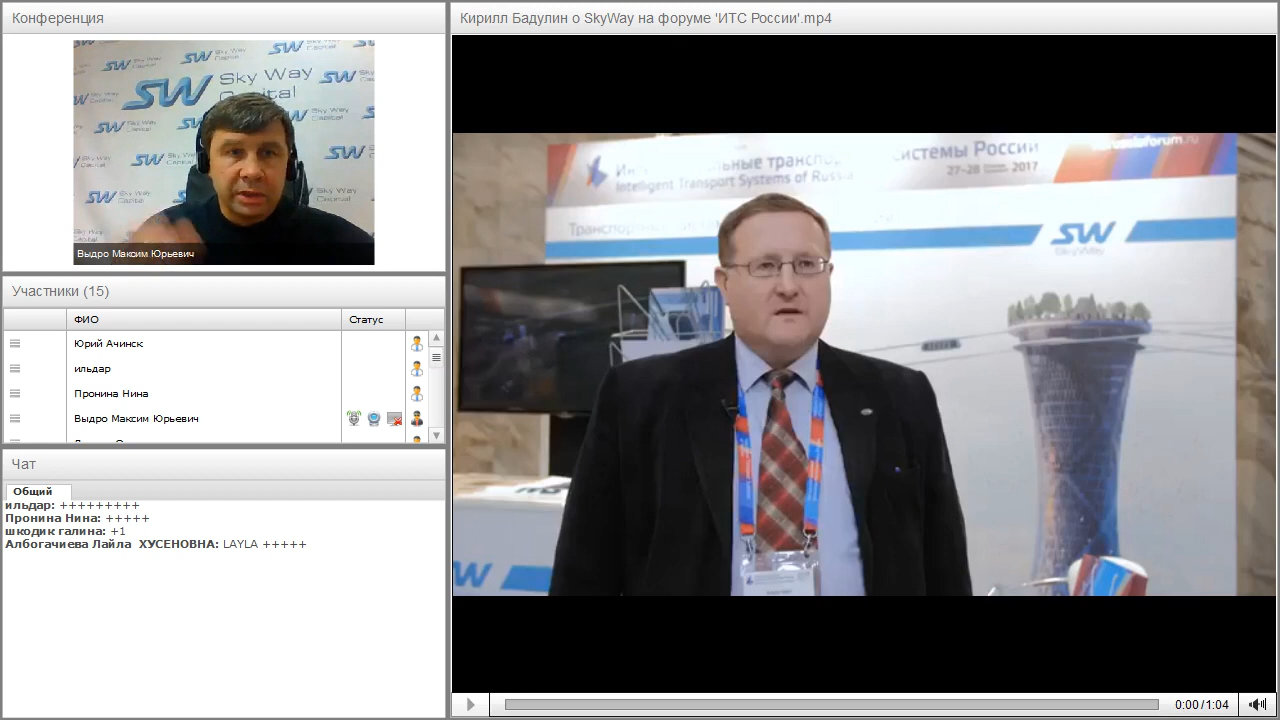 Конференция
SW
Sky Way
Capital
Выдро Максим Юрьевич
Участники (15)
ФИО
Статус
Юрий Ачинск
ильдар
Пронина Нина
Выдро Максим Юрьевич
Чат
Общий
ильдар: +++++++++
Пронина Нина: +++++
шкодик галина: +1
Албогачиева Лайла ХУСЕНОВНА: LAYLA +++++
Кирилл Бадулин о SkyWay на форуме 'ИТС России'.mp4
системы России
Intelligent Transport Systems of Russia
27-28 2017
SW
SkyWay
W
0:00/1:04